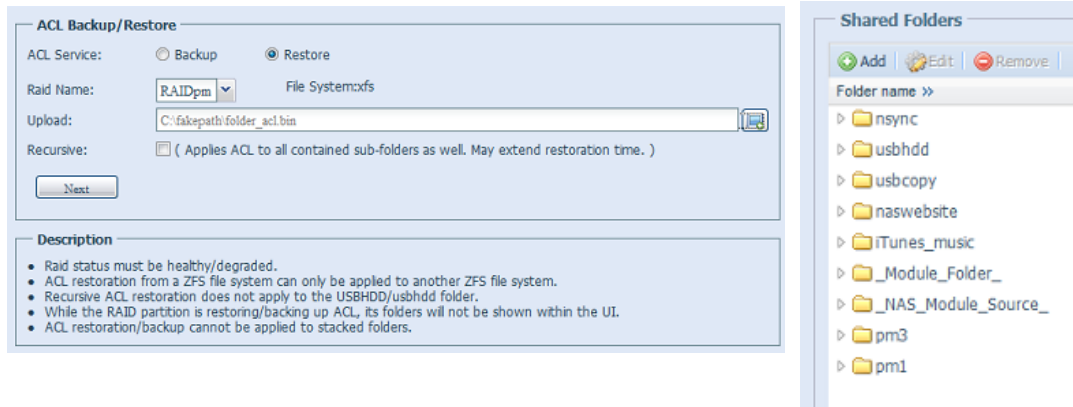 ACL Backup/Restore
ACL Service: Backup Restore
Raid Name: RAIDpm File System:xfs
Upload: C:\fakepath\folder_acl.bin
Recursive: ( Applies ACL to all contained sub-folders as well. May extend restoration time. )
Next
Description
● Raid status must be healthy/degraded.
● ACL restoration from a ZFS file system can only be applied to another ZFS file system.
● Recursive ACL restoration does not apply to the USBHDD/usbhdd folder.
● While the RAID partition is restoring/backing up ACL, its folders will not be shown within the UI.
● ACL restoration/backup cannot be applied to stacked folders.
Shared Folders
Add Edit Remove
Folder name »
nsync
usbhdd
usbcopy
naswebsite
iTunes_music
_Module_Folder_
_NAS_Module_Source_
pm3
pm1